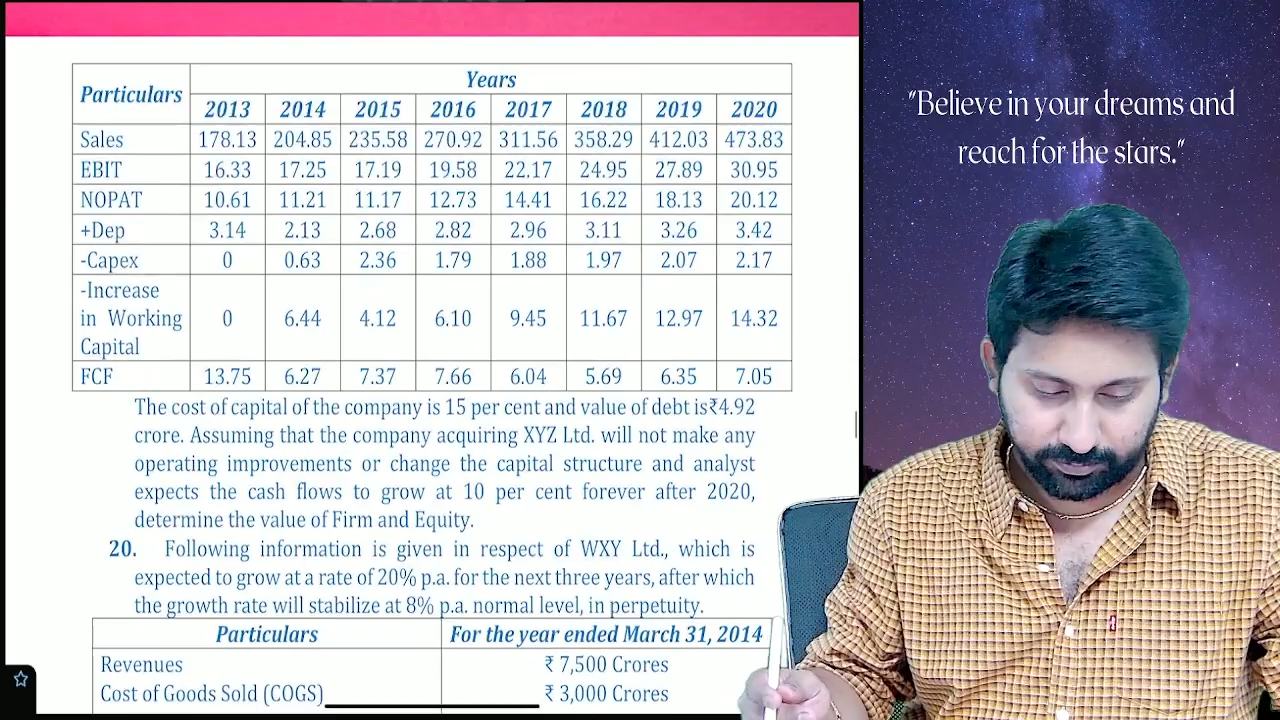 Particulars Years
2013 2014 2015 2016 2017 2018 2019 2020
Sales 178.13 204.85 235.58 270.92 311.56 358.29 412.03 473.83
EBIT 16.33 17.25 17.19 19.58 22.17 24.95 27.89 30.95
NOPAT 10.61 11.21 11.17 12.73 14.41 16.22 18.13 20.12
+Dep 3.14 2.13 2.68 2.82 2.96 3.11 3.26 3.42
-Capex 0 0.63 2.36 1.79 1.88 1.97 2.07 2.17
-Increase
in Working 0 6.44 4.12 6.10 9.45 11.67 12.97 14.32
Capital
FCF 13.75 6.27 7.37 7.66 6.04 5.69 6.35 7.05
The cost of capital of the company is 15 per cent and value of debt is₹4.92
crore. Assuming that the company acquiring XYZ Ltd. will not make any
operating improvements or change the capital structure and analyst
expects the cash flows to grow at 10 per cent forever after 2020,
determine the value of Firm and Equity.
20. Following information is given in respect of WXY Ltd., which is
expected to grow at a rate of 20% p.a. for the next three years, after which
the growth rate will stabilize at 8% p.a. normal level, in perpetuity.
Particulars For the year ended March 31, 2014
Revenues ₹ 7,500 Crores
Cost of Goods Sold (COGS) ₹ 3,000 Crores
"Believe in your dreams and
reach for the stars."